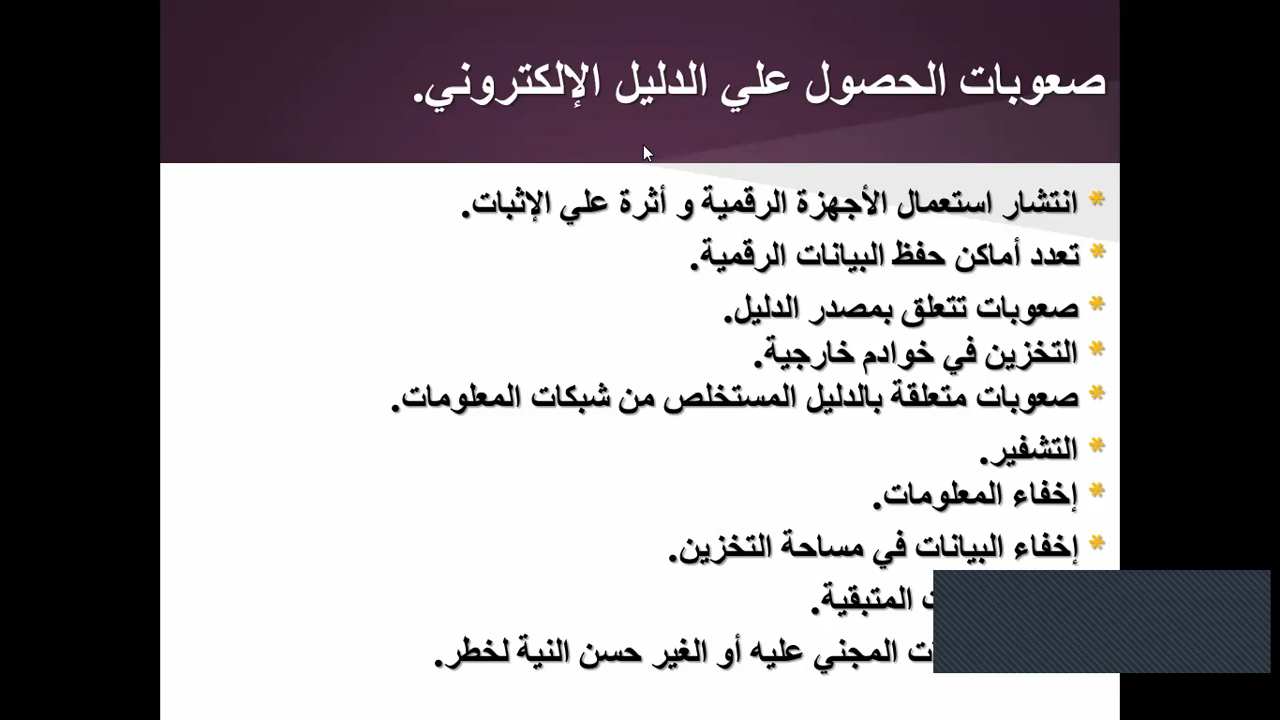 صعوبات الحصول علي الدليل الإلكتروني.
* انتشار استعمال الأجهزة الرقمية و أثرة علي الإثبات.
* تعدد أماكن حفظ البيانات الرقمية.
* صعوبات تتعلق بمصدر الدليل.
* التخزين في خوادم خارجية.
* صعوبات متعلقة بالدليل المستخلص من شبكات المعلومات.
* التشفير.
* إخفاء المعلومات.
* إخفاء البيانات في مساحة التخزين.
المتبقية.
المجني عليه أو الغير حسن النية لخطر.